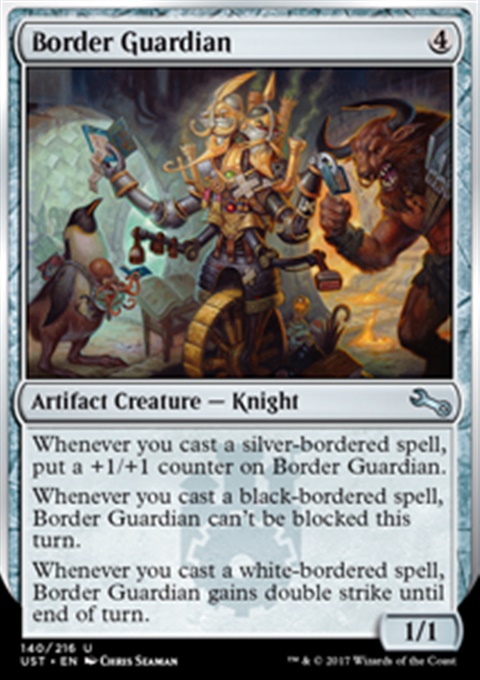 Border Guardian 4
Artifact Creature — Knight
Whenever you cast a silver-bordered spell,
put a +1/+1 counter on Border Guardian.
Whenever you cast a black-bordered spell,
Border Guardian can't be blocked this
turn.
Whenever you cast a white-bordered spell,
Border Guardian gains double strike until
end of turn.
1/1
140/216 U
UST • EN Chris Seaman ™ & © 2017 Wizards of the Coast